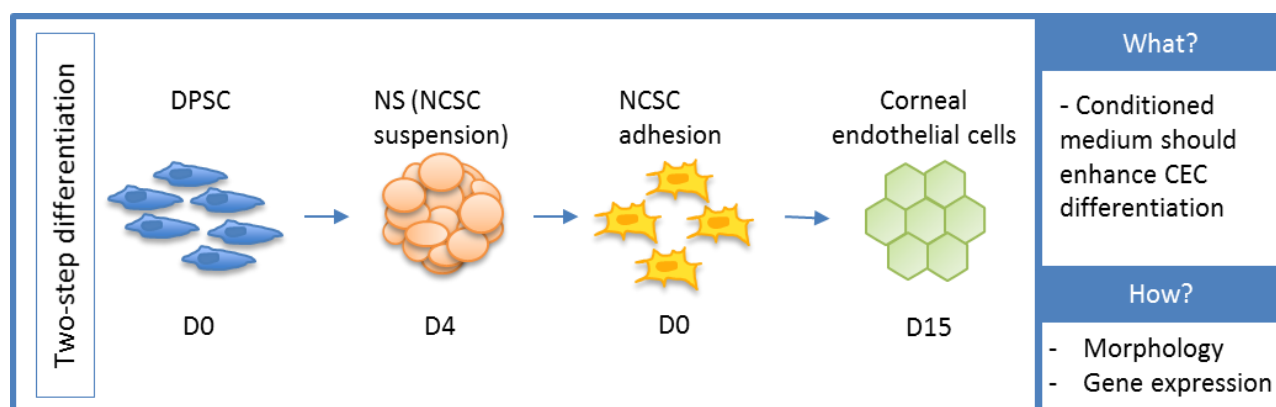 Two-step differentiation
DPSC
NS (NCSC
suspension)
NCSC
adhesion
Corneal
endothelial cells
D0
D4
D0
D15
What?
- Conditioned
medium should
enhance CEC
differentiation
How?
- Morphology
- Gene expression